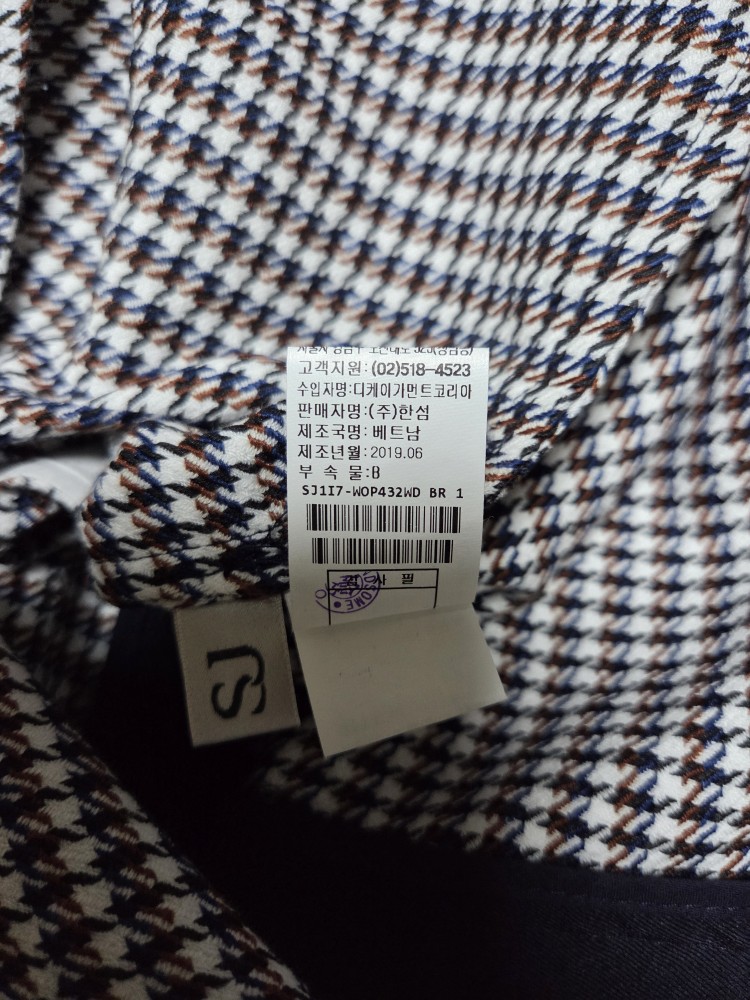 고객지원:(02)518-4523
수입자명:디케이가먼트코리아
판매자명:(주)한섬
제조국명: 베트남
제조년월:2019.06
부 속 물:B
SJ1I7-WOP432WD BR 1
사 필
SJ